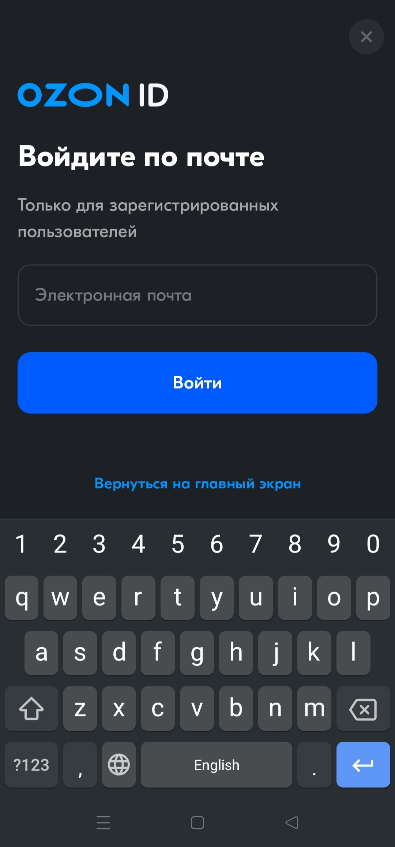 OZON ID
Войдите по почте
Только для зарегистрированных
пользователей
Электронная почта
Войти
Вернуться на главный экран
1 2 3 4 5 6 7 8 9 0
q w e r t y u i o p
a s d f g h j k l
z x c v b n m
?123 , English .